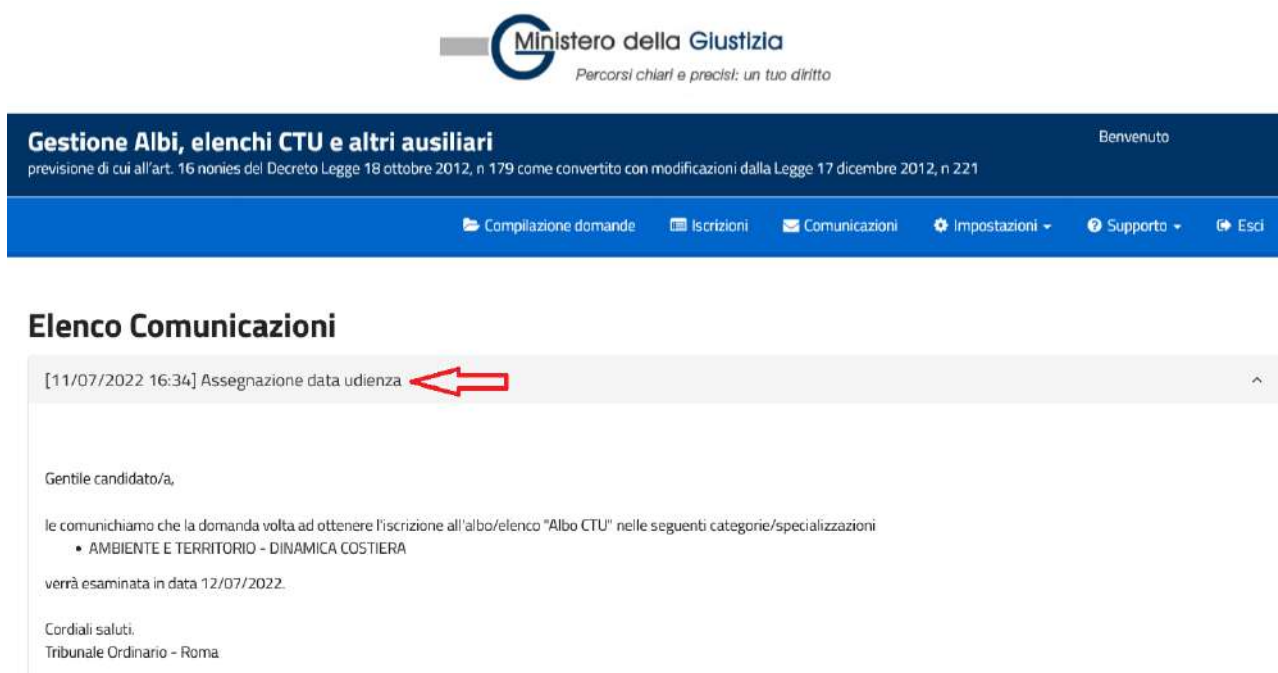 Ministero della Giustizia
Percorsi chiari e precisi: un tuo diritto
Gestione Albi, elenchi CTU e altri ausiliari
Benvenuto
previsione di cui all'art. 16 nonies del Decreto Legge 18 ottobre 2012, n 179 come convertito con modificazioni dalla Legge 17 dicembre 2012, n 221
Compilazione domande Iscrizioni Comunicazioni Impostazioni Supporto Esci
Elenco Comunicazioni
[11/07/2022 16:34] Assegnazione data udienza
Gentile candidato/a,
le comunichiamo che la domanda volta ad ottenere l'iscrizione all'albo/elenco "Albo CTU" nelle seguenti categorie/specializzazioni
• AMBIENTE E TERRITORIO - DINAMICA COSTIERA
verrà esaminata in data 12/07/2022.
Cordiali saluti.
Tribunale Ordinario - Roma